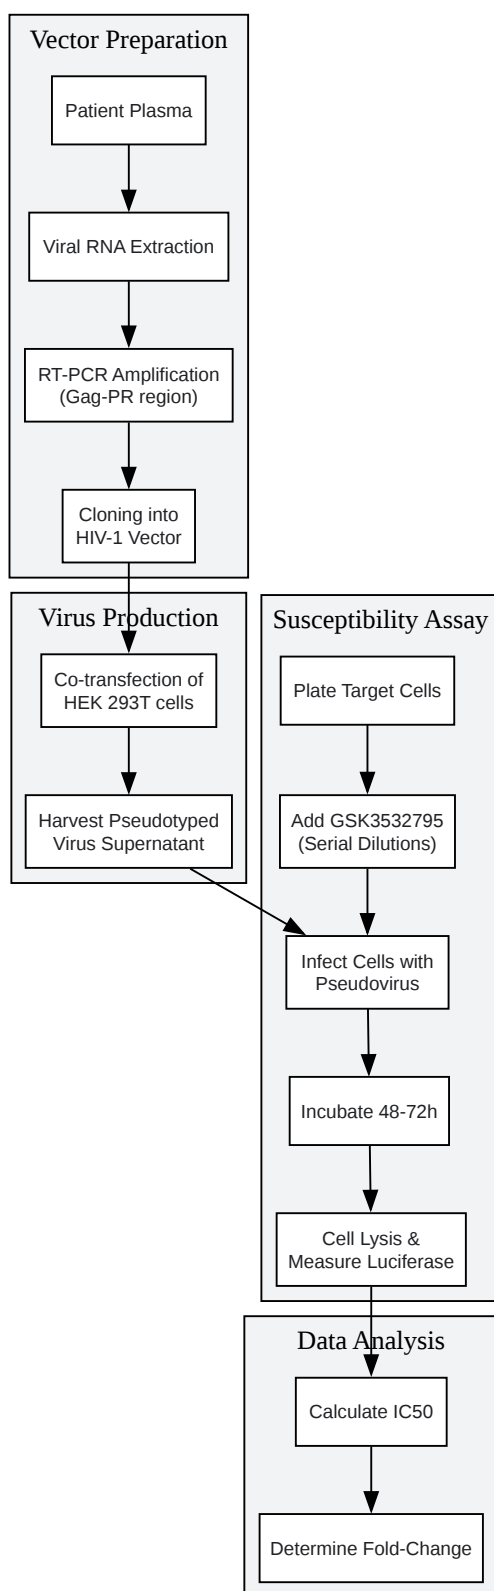 Vector Preparation
Patient Plasma
Viral RNA Extraction
RT-PCR Amplification
(Gag-PR region)
Cloning into
HIV-1 Vector
Virus Production
Co-transfection of
HEK 293T cells
Harvest Pseudotyped
Virus Supernatant
Susceptibility Assay
Plate Target Cells
Add GSK3532795
(Serial Dilutions)
Infect Cells with
Pseudovirus
Incubate 48-72h
Cell Lysis &
Measure Luciferase
Data Analysis
Calculate IC50
Determine Fold-Change